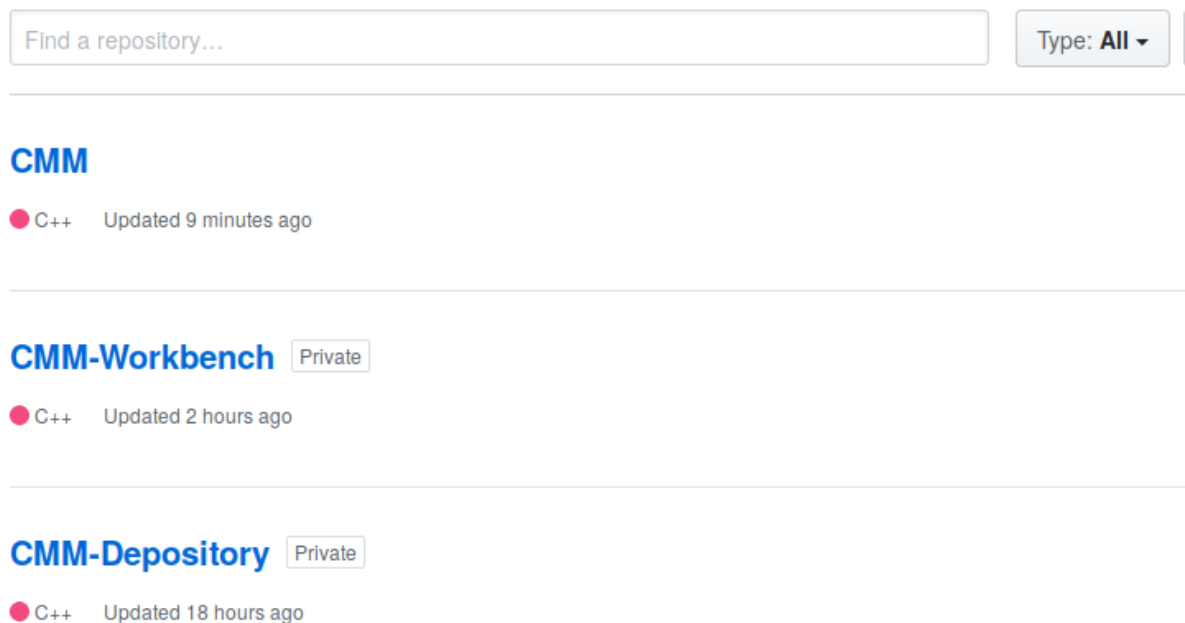 Find a repository… Type: All
CMM
C++ Updated 9 minutes ago
CMM-Workbench Private
C++ Updated 2 hours ago
CMM-Depository Private
C++ Updated 18 hours ago